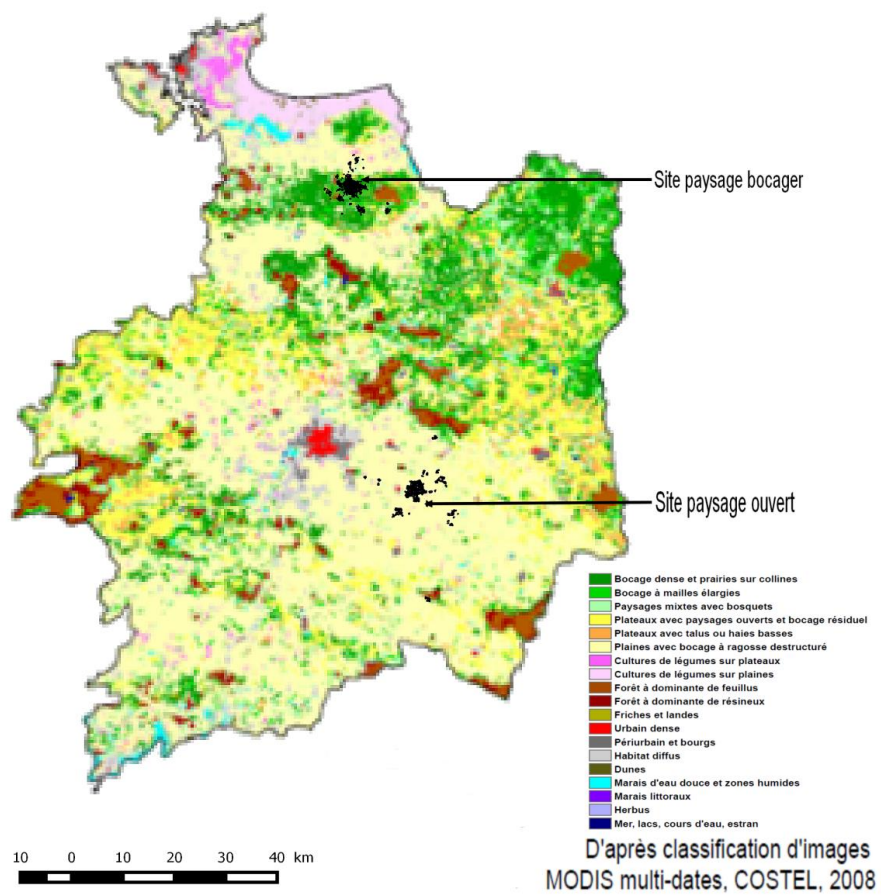 Site paysage bocager
Site paysage ouvert
Bocage dense et prairies sur collines
Bocage à mailles élargies
Paysages mixtes avec bosquets
Plateaux avec paysages ouverts et bocage résiduel
Plateaux avec talus ou haies basses
Plaines avec bocage à ragosse destructuré
Cultures de légumes sur plateaux
Cultures de légumes sur plaines
Forêt à dominante de feuillus
Forêt à dominante de résineux
Friches et landes
Urbain dense
Périurbain et bourgs
Habitat diffus
Dunes
Marais d'eau douce et zones humides
Marais littoraux
Herbus
Mer, lacs, cours d'eau, estran
10 0 10 20 30 40 km
D'après classification d'images
MODIS multi-dates, COSTEL, 2008